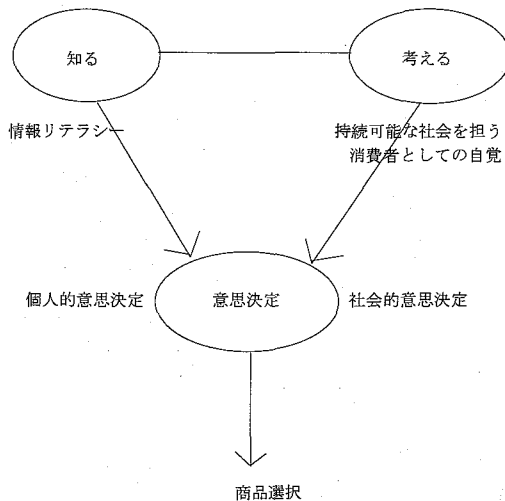 知る
考える
情報リテラシー
持続可能な社会を担う
消費者としての自覚
個人的意思決定
意思決定
社会的意思決定
商品選択